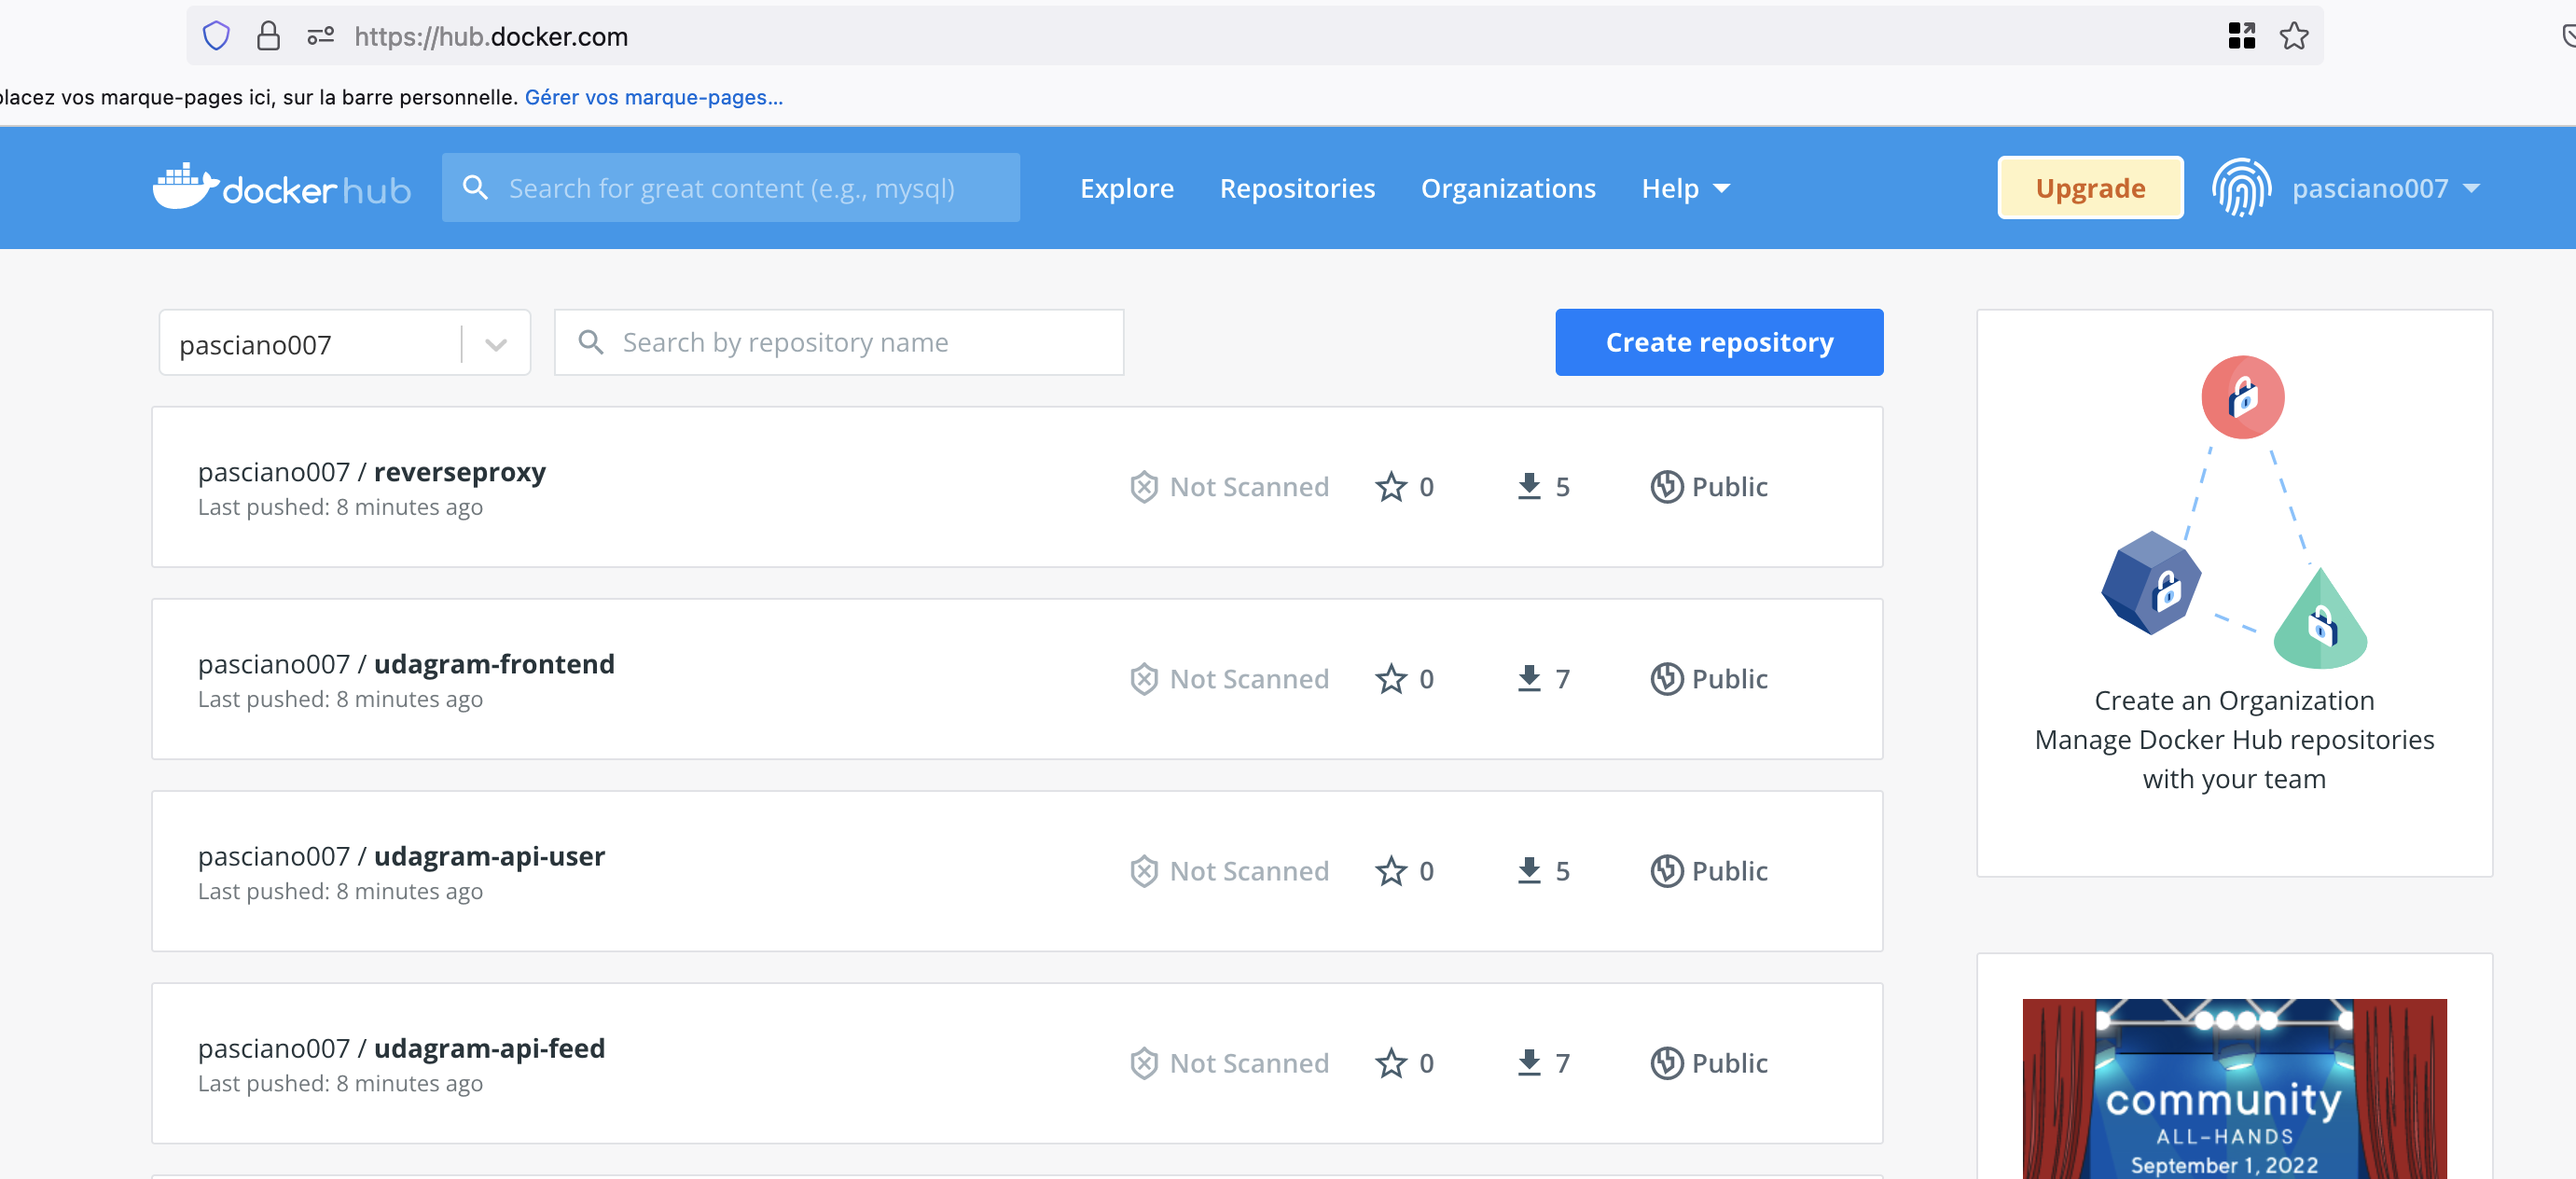 https://hub.docker.com
placez vos marque-pages ici, sur la barre personnelle. Gérer vos marque-pages...
docker hub
Search for great content (e.g., mysql)
Explore
Repositories
Organizations
Help
Upgrade
pasciano007
pasciano007
Search by repository name
Create repository
pasciano007 / reverseproxy
Last pushed: 8 minutes ago
Not Scanned
0
5
Public
pasciano007 / udagram-frontend
Last pushed: 8 minutes ago
Not Scanned
0
7
Public
pasciano007 / udagram-api-user
Last pushed: 8 minutes ago
Not Scanned
0
5
Public
pasciano007 / udagram-api-feed
Last pushed: 8 minutes ago
Not Scanned
0
7
Public
Create an Organization
Manage Docker Hub repositories
with your team
community
ALL-HANDS
September 1, 2022